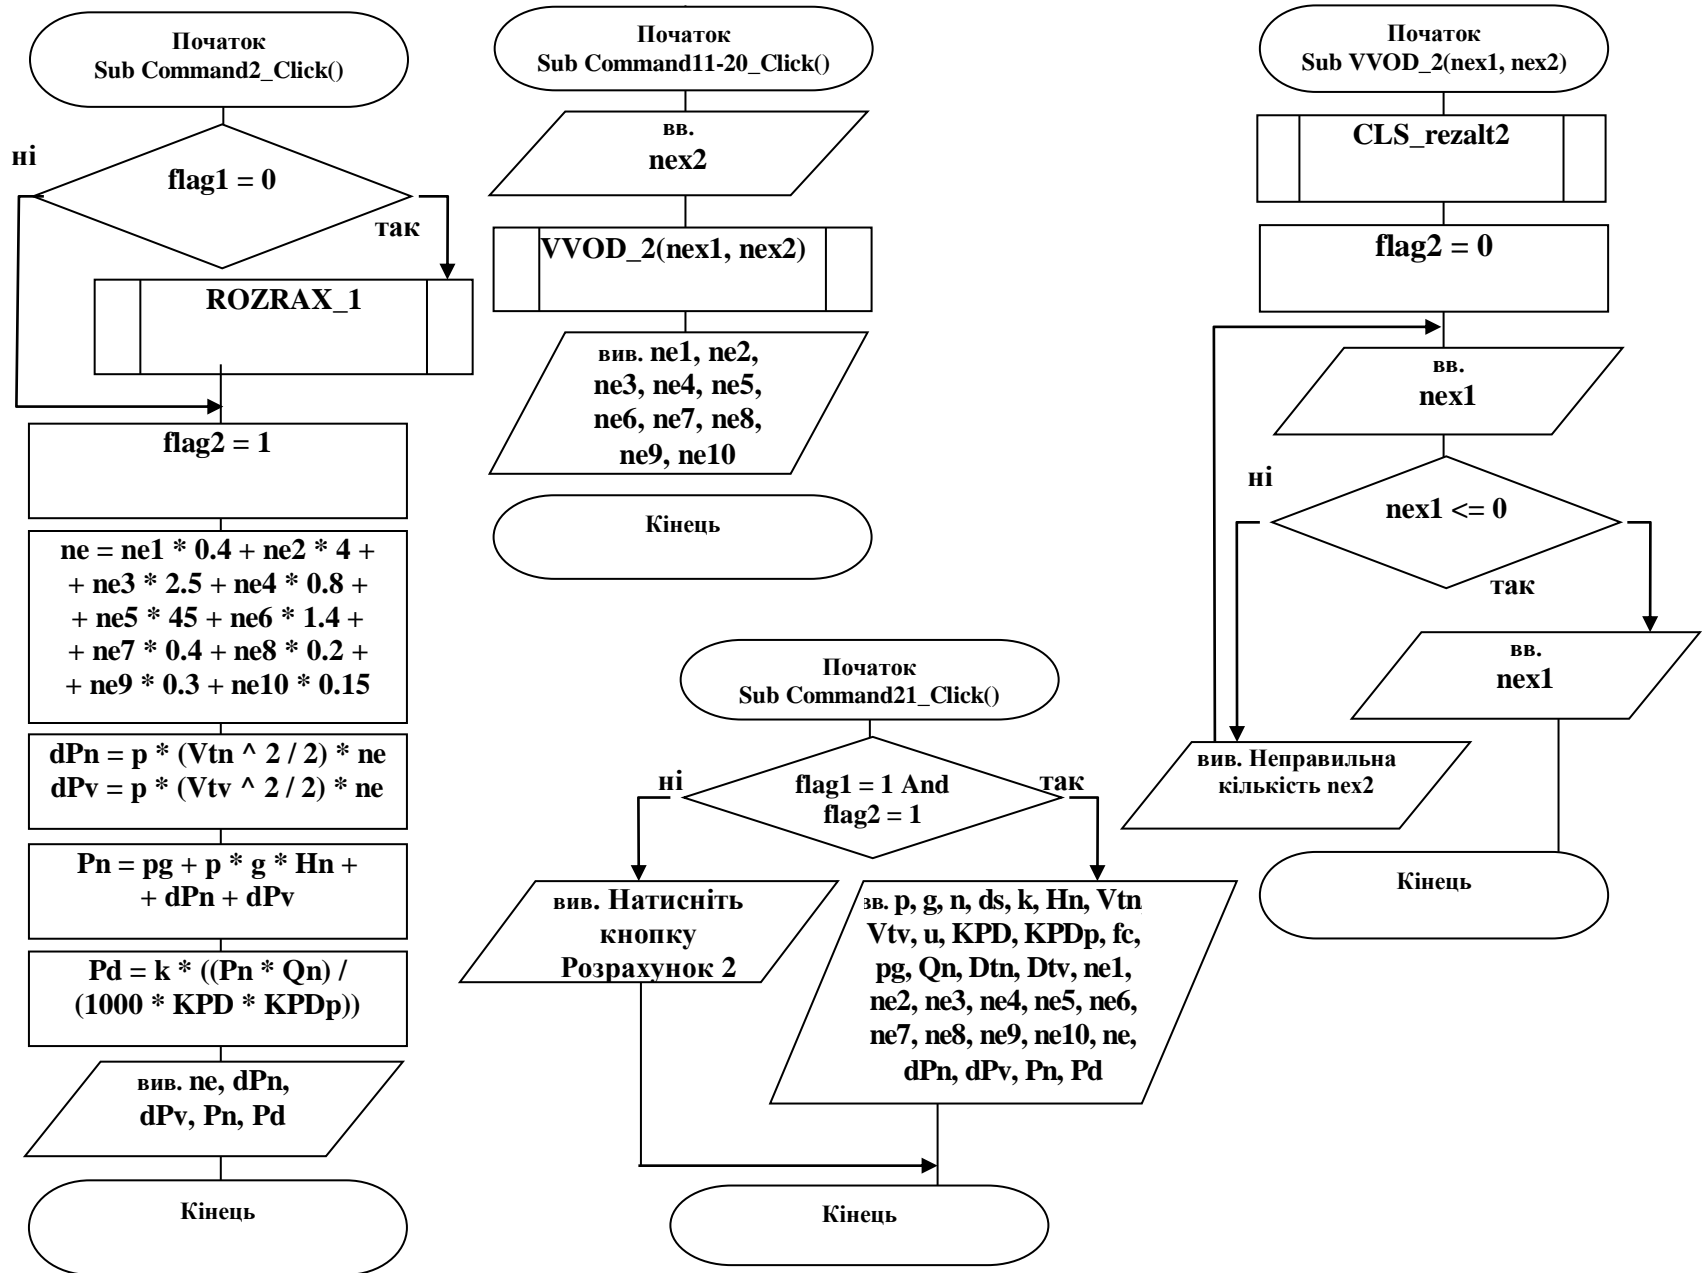 Початок
Sub Command2_Click()
ні
flag1 = 0
так
ROZRAX_1
flag2 = 1
ne = ne1 * 0.4 + ne2 * 4 +
+ ne3 * 2.5 + ne4 * 0.8 +
+ ne5 * 45 + ne6 * 1.4 +
+ ne7 * 0.4 + ne8 * 0.2 +
+ ne9 * 0.3 + ne10 * 0.15
dPn = p * (Vtn ^ 2 / 2) * ne
dPv = p * (Vtv ^ 2 / 2) * ne
Pn = pg + p * g * Hn +
+ dPn + dPv
Pd = k * ((Pn * Qn) /
(1000 * KPD * KPDp))
вив. ne, dPn,
dPv, Pn, Pd
Кінець
Початок
Sub Command11-20_Click()
вв.
nex2
VVOD_2(nex1, nex2)
вив. ne1, ne2,
ne3, ne4, ne5,
ne6, ne7, ne8,
ne9, ne10
Кінець
Початок
Sub Command21_Click()
ні
flag1 = 1 And
flag2 = 1
так
вив. Натисніть
кнопку
Розрахунок 2
вв. p, g, n, ds, k, Hn, Vtn,
Vtv, u, KPD, KPDp, fc,
pg, Qn, Dtn, Dtv, ne1,
ne2, ne3, ne4, ne5, ne6,
ne7, ne8, ne9, ne10, ne,
dPn, dPv, Pn, Pd
Кінець
Початок
Sub VVOD_2(nex1, nex2)
CLS_rezalt2
flag2 = 0
вв.
nex1
ні
nex1 <= 0
так
вв.
nex1
вив. Неправильна
кількість nex2
Кінець